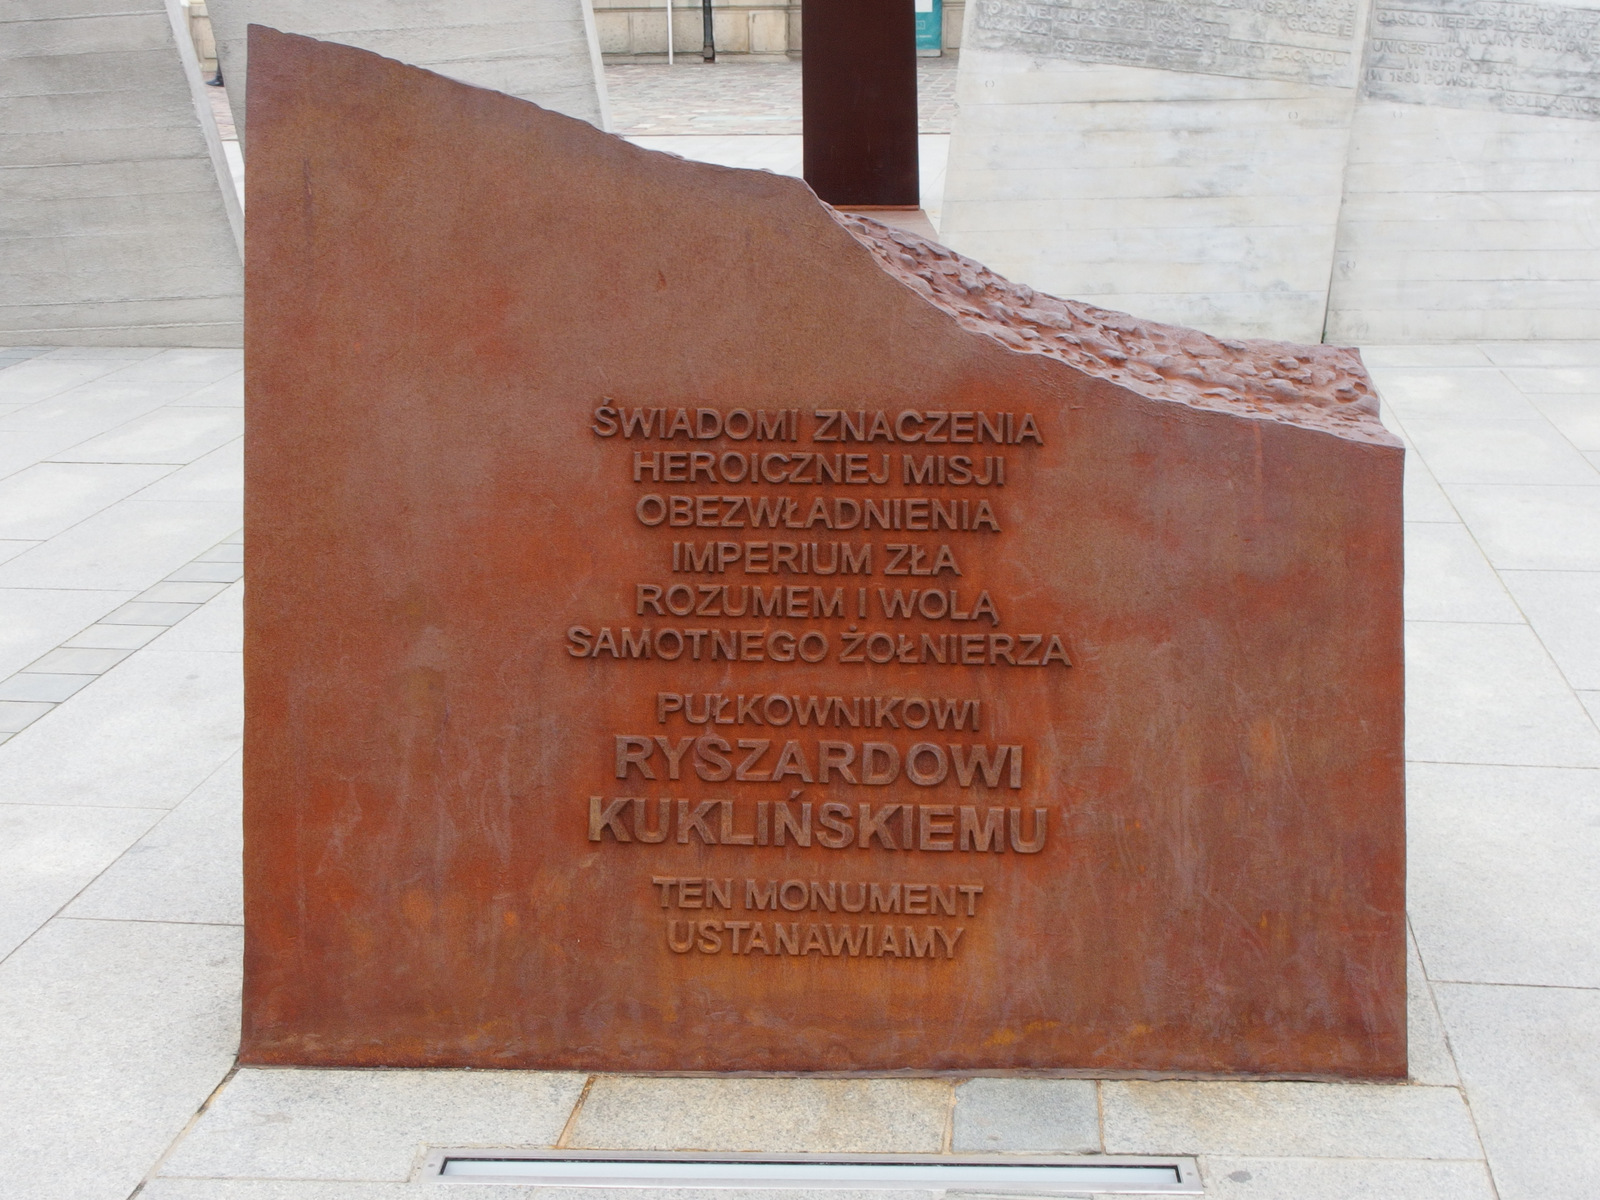 ŚWIADOMI ZNACZENIA
HEROICZNEJ MISJI
OBEZWŁADNIENIA
IMPERIUM ZŁA
ROZUMEM I WOLĄ
SAMOTNEGO ŻOŁNIERZA
PUŁKOWNIKOWI
RYSZARDOWI
KUKLIŃSKIEMU
TEN MONUMENT
USTANAWIAMY